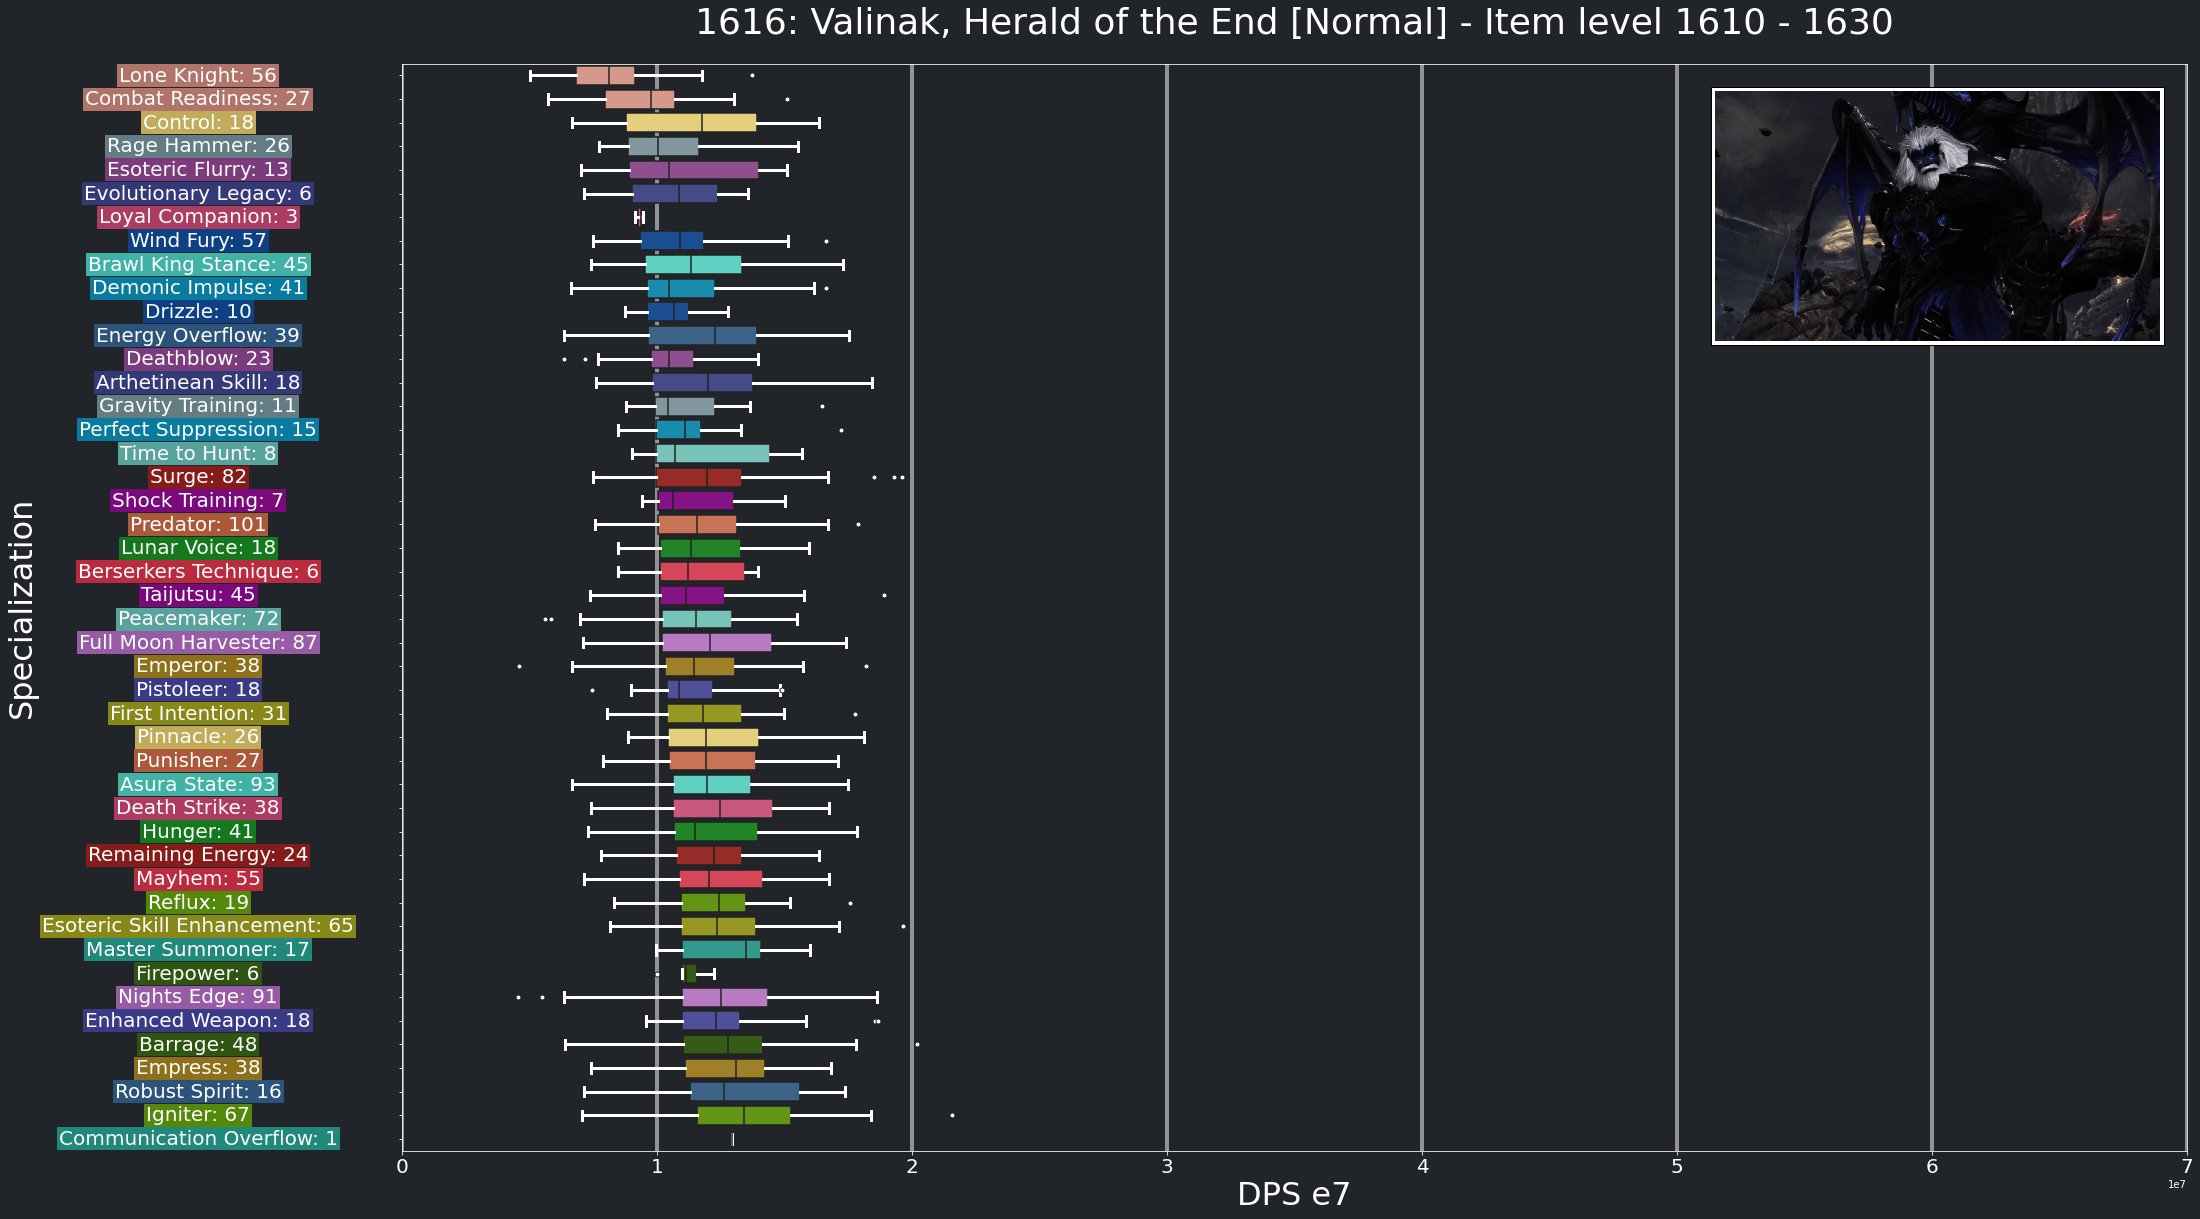 1616: Valinak, Herald of the End [Normal] - Item level 1610 - 1630
Lone Knight: 56
Combat Readiness: 27
Control: 18
Rage Hammer: 26
Esoteric Flurry: 13
Evolutionary Legacy: 6
Loyal Companion: 3
Wind Fury: 57
Brawl King Stance: 45
Demonic Impulse: 41
Drizzle: 10
Energy Overflow: 39
Deathblow: 23
Arthetinean Skill: 18
Gravity Training: 11
Perfect Suppression: 15
Time to Hunt: 8
Surge: 82
Shock Training: 7
Predator: 101
Lunar Voice: 18
Berserkers Technique: 6
Taijutsu: 45
Peacemaker: 72
Full Moon Harvester: 87
Emperor: 38
Pistoleer: 18
First Intention: 31
Pinnacle: 26
Punisher: 27
Asura State: 93
Death Strike: 38
Hunger: 41
Remaining Energy: 24
Mayhem: 55
Reflux: 19
Esoteric Skill Enhancement: 65
Master Summoner: 17
Firepower: 6
Nights Edge: 91
Enhanced Weapon: 18
Barrage: 48
Empress: 38
Robust Spirit: 16
Igniter: 67
Communication Overflow: 1
Specialization
0 1 2 3 4 5 6 7
1e7
DPS e7